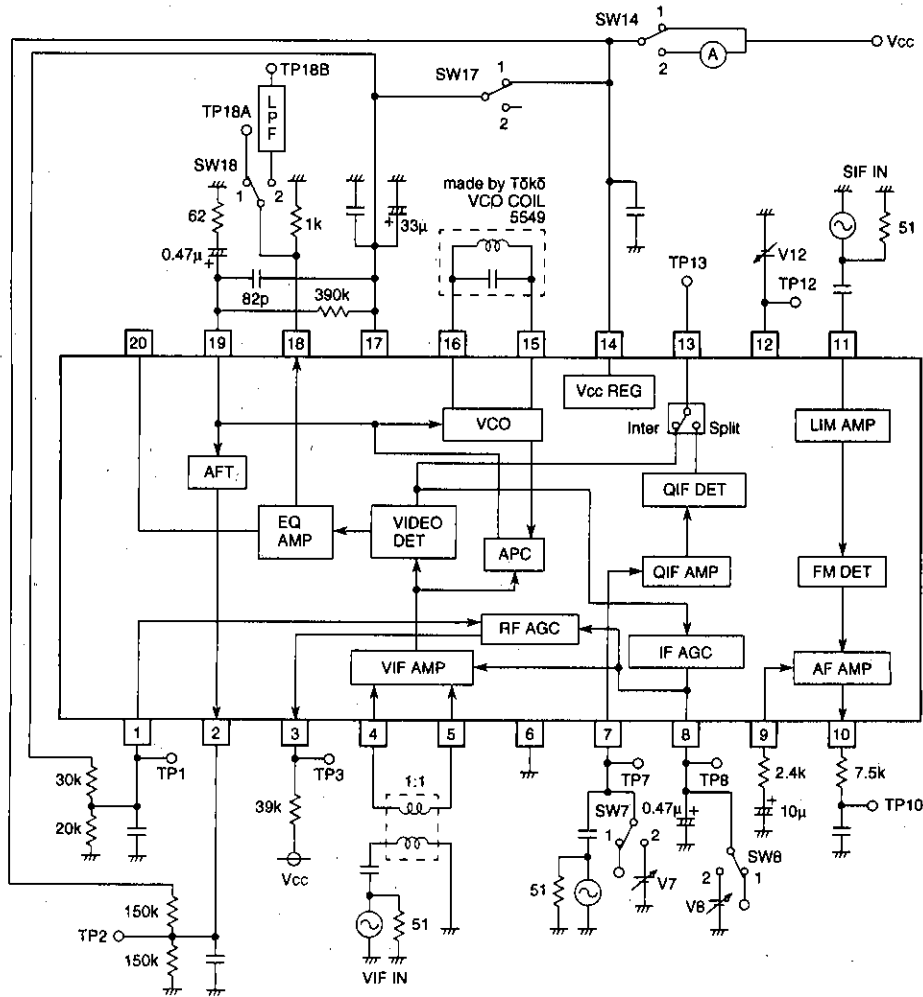 SW14
1
2
A
Vcc
TP18B
LPF
TP18A
SW17
1
2
SW18
1
2
62
0.47μ
+
1k
82p
390k
+
33μ
made by Tōkō
VCO COIL
5549
SIF IN
51
V12
TP12
TP13
20
19
18
17
16
15
14
13
12
11
Vcc REG
VCO
Inter
Split
LIM AMP
AFT
EQ
AMP
VIDEO
DET
APC
QIF DET
QIF AMP
FM DET
RF AGC
VIF AMP
IF AGC
AF AMP
1
2
3
4
5
6
7
8
9
10
TP1
30k
20k
TP3
39k
Vcc
1:1
TP7
SW7
1
2
V7
51
0.47μ
+
TP8
SW8
2
1
V8
2.4k
+
10μ
7.5k
TP10
150k
TP2
150k
51
VIF IN